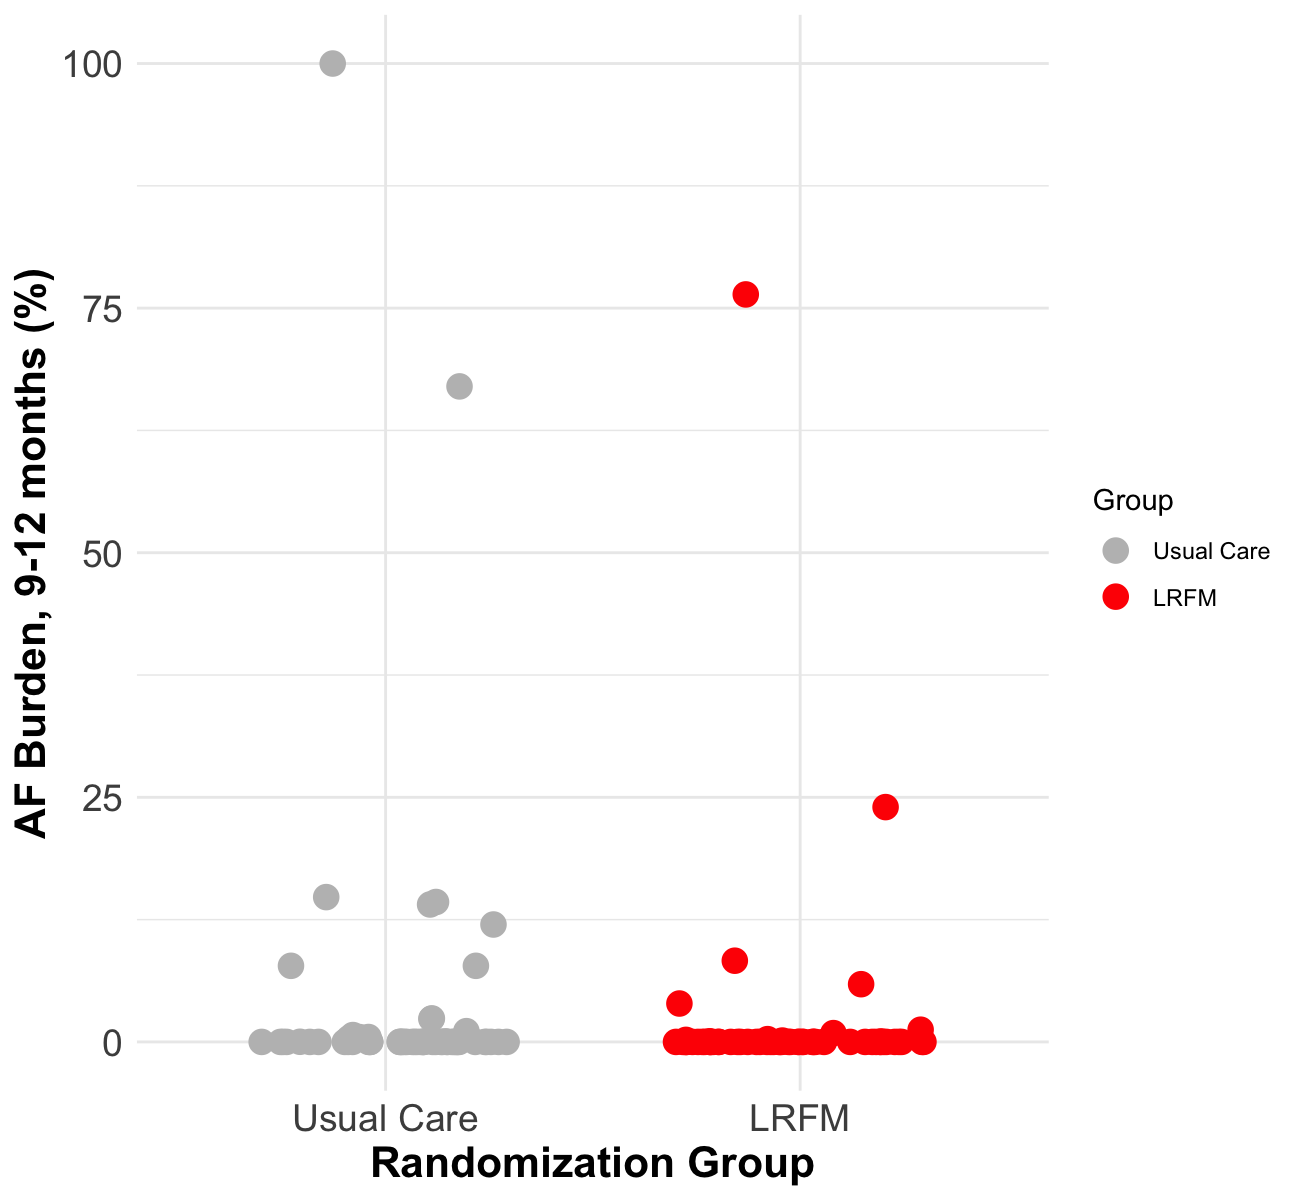 AF Burden, 9-12 months (%)
100
75
50
25
0
Usual Care
LRFM
Randomization Group
Group
Usual Care
LRFM